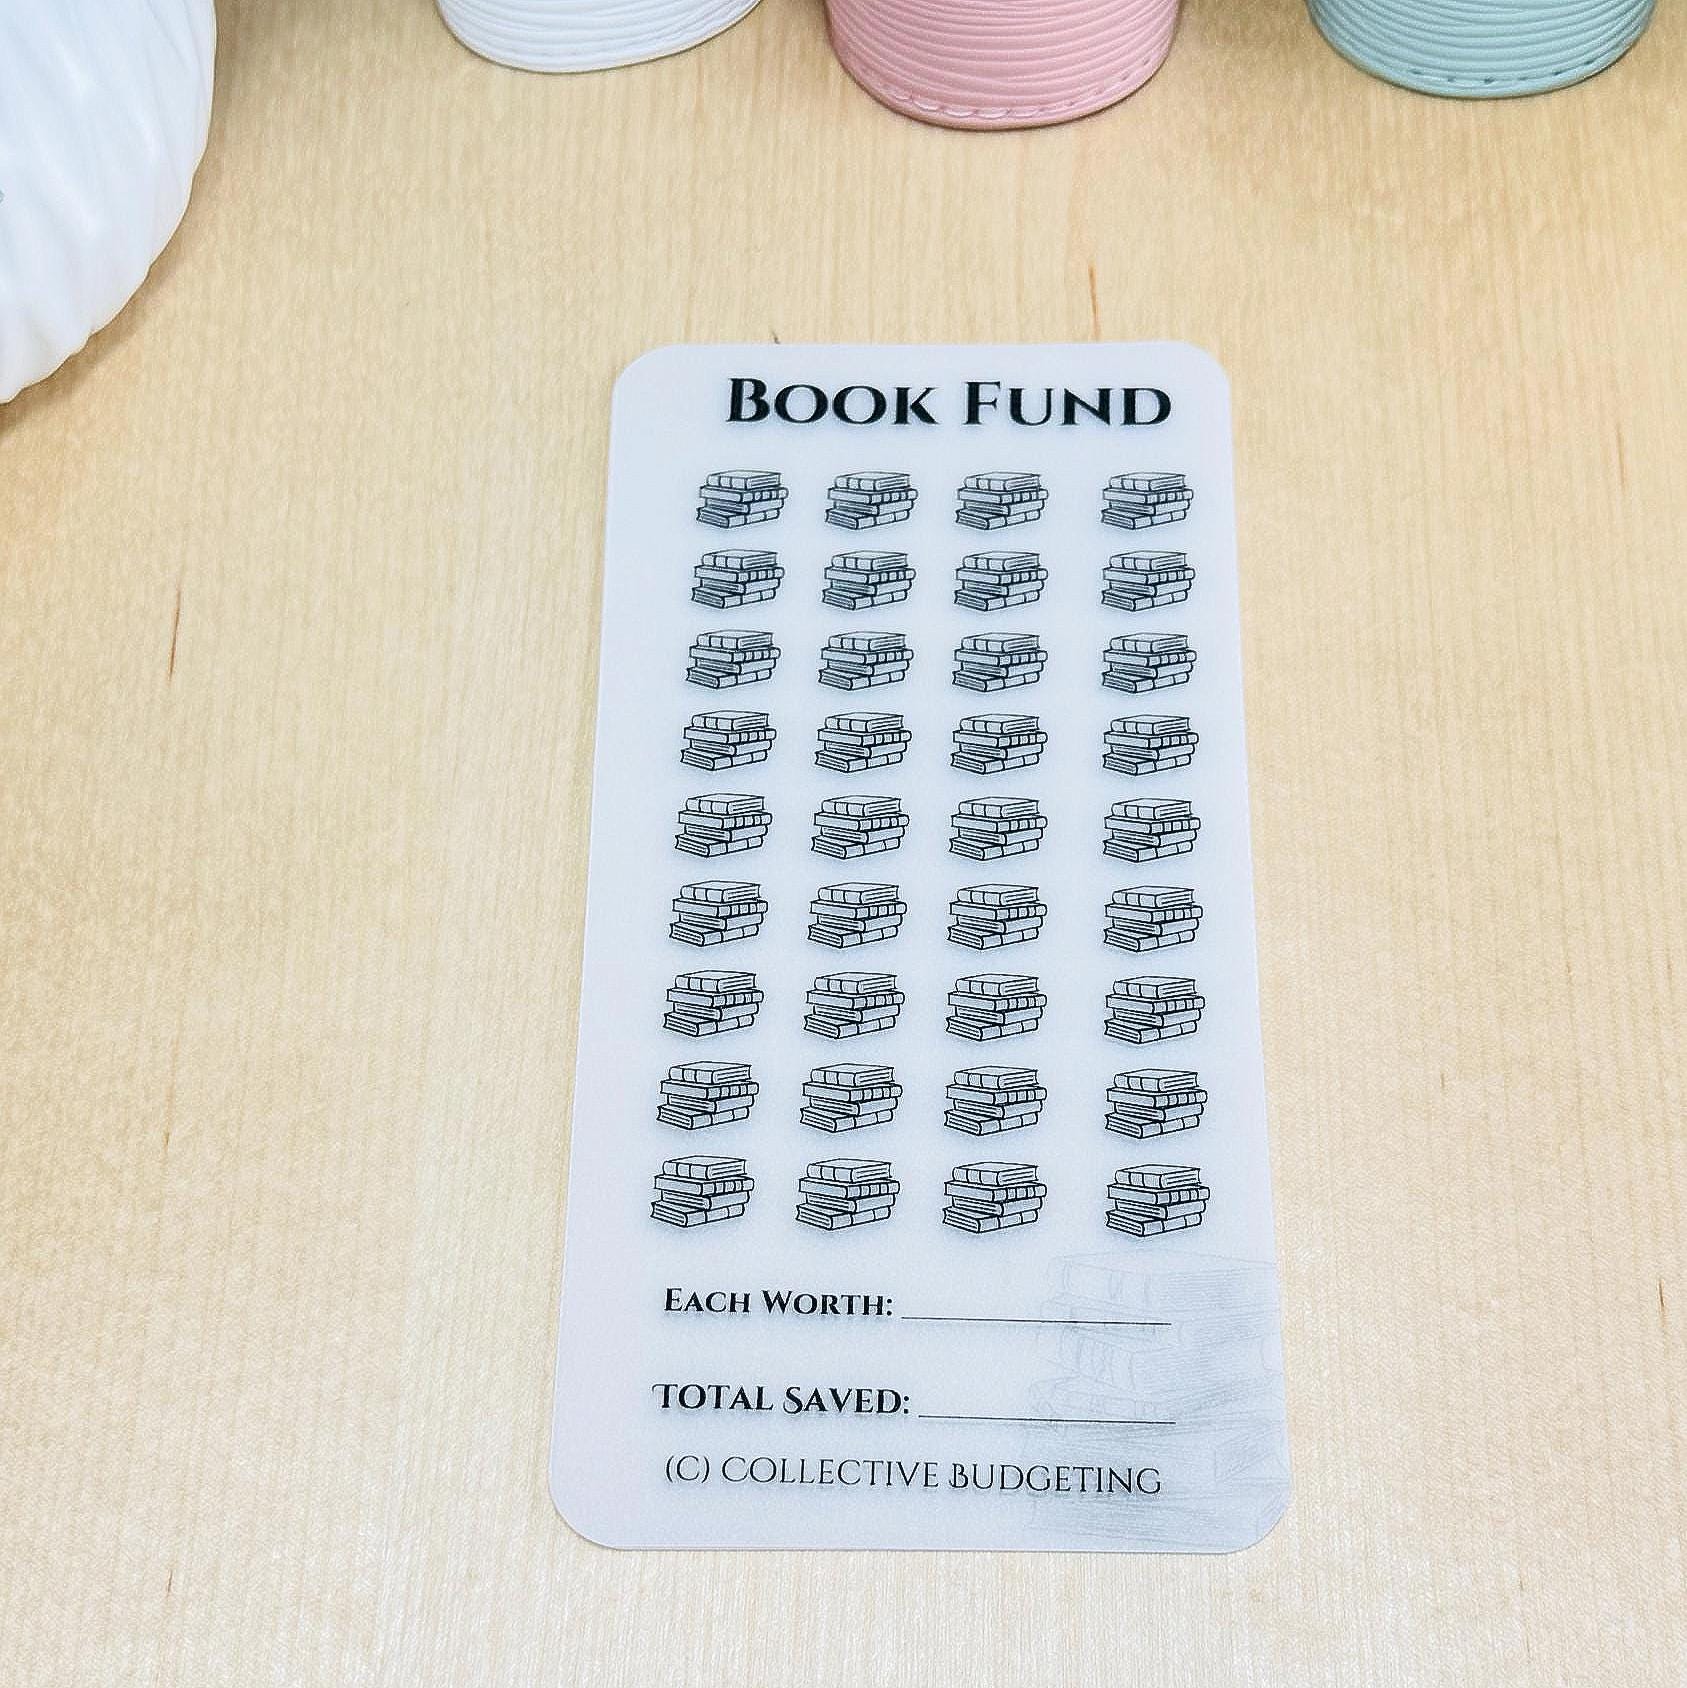 Book Fund
Each Worth:
Total Saved:
(C) Collective Budgeting